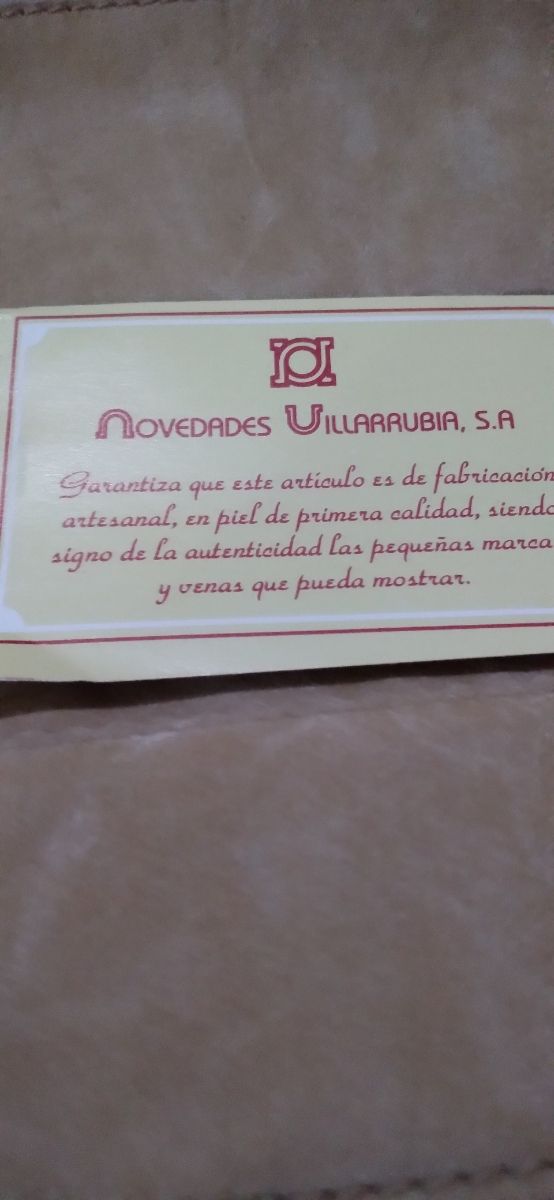 NOVEDADES VILLARRUBIA, S.A
Garantiza que este artículo es de fabricación
artesanal, en piel de primera calidad, siendo
signo de la autenticidad las pequeñas marca
y venas que pueda mostrar.